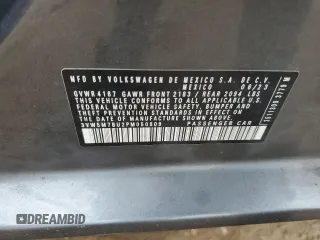 MFD. BY VOLKSWAGEN DE MEXICO S.A. DE C.V.
MEXICO 06/23
GVWR 4167 GAWR FRONT 2183 / REAR 2094 LBS
THIS VEHICLE CONFORMS TO ALL APPLICABLE
FEDERAL MOTOR VEHICLE SAFETY, BUMPER, AND
THEFT PREVENTION STANDARDS IN EFFECT ON THE
DATE OF MANUFACTURE SHOWN ABOVE.
PASSENGER CAR
DREAMBID